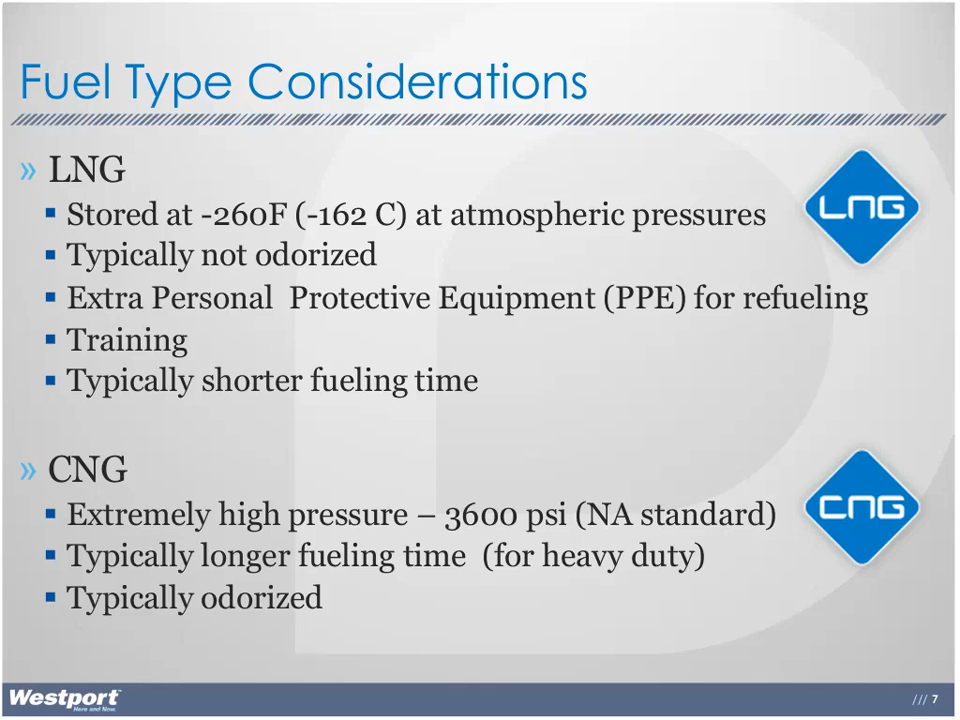 Fuel Type Considerations
» LNG
▪ Stored at -260F (-162 C) at atmospheric pressures
▪ Typically not odorized
▪ Extra Personal  Protective Equipment (PPE) for refueling
▪ Training
▪ Typically shorter fueling time
LNG
» CNG
▪ Extremely high pressure – 3600 psi (NA standard)
▪ Typically longer fueling time  (for heavy duty)
▪ Typically odorized
CNG
Westport™
Here and Now.
/// 7